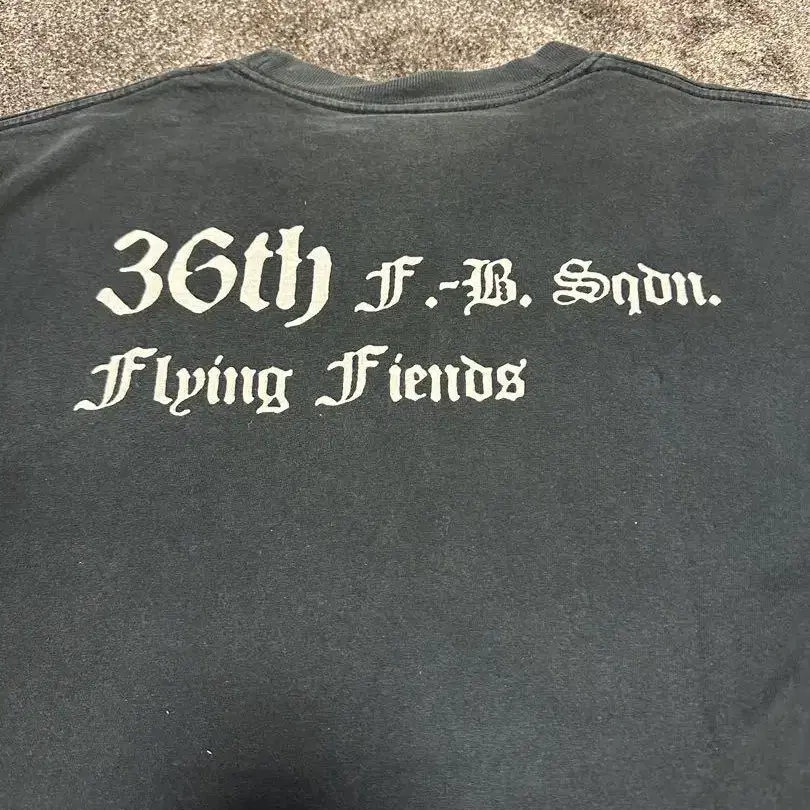 36th F.-B. Sqdn.
Flying Fiends